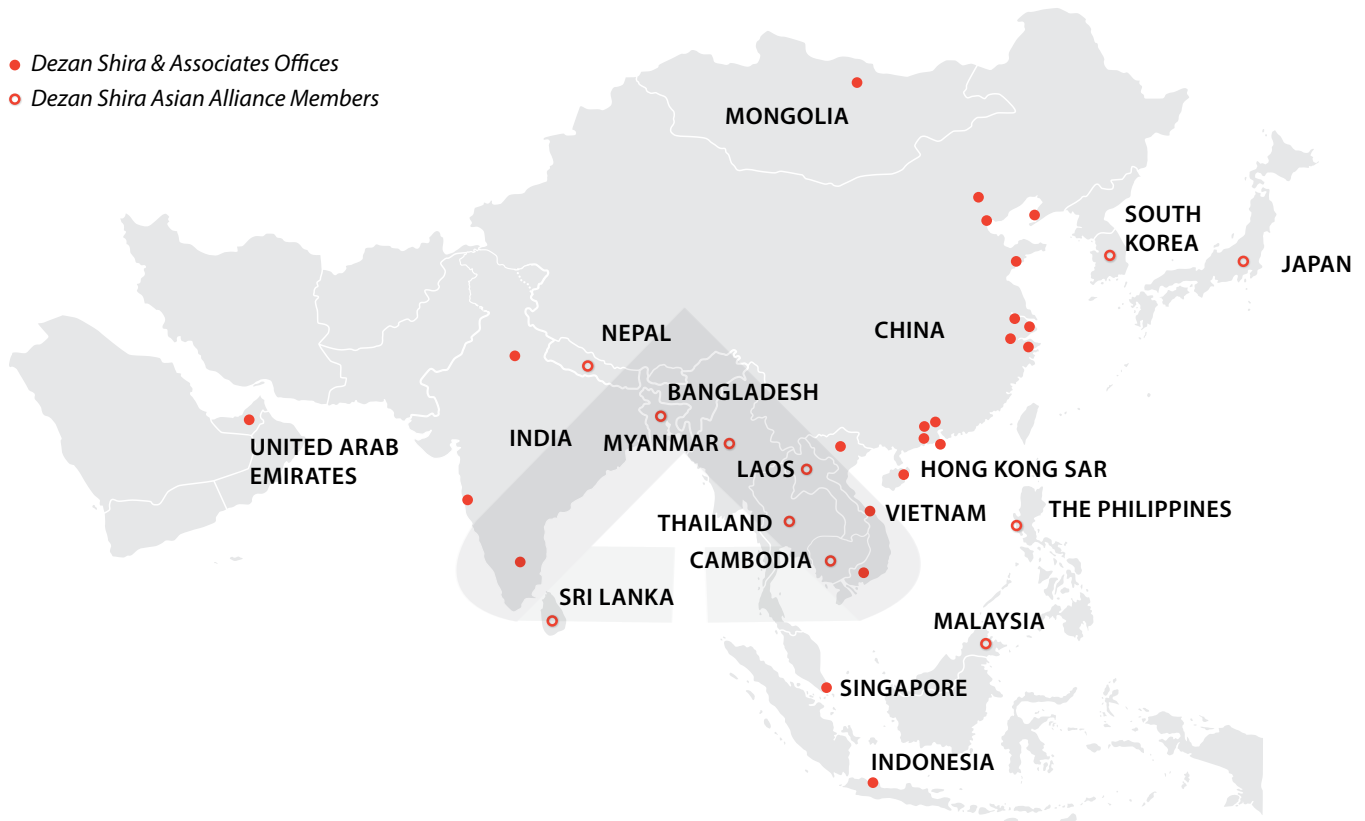 Dezan Shira & Associates Offices
Dezan Shira Asian Alliance Members
MONGOLIA
SOUTH
KOREA
JAPAN
CHINA
NEPAL
BANGLADESH
INDIA
MYANMAR
UNITED ARAB
EMIRATES
LAOS
HONG KONG SAR
THAILAND
VIETNAM
THE PHILIPPINES
CAMBODIA
SRI LANKA
MALAYSIA
SINGAPORE
INDONESIA